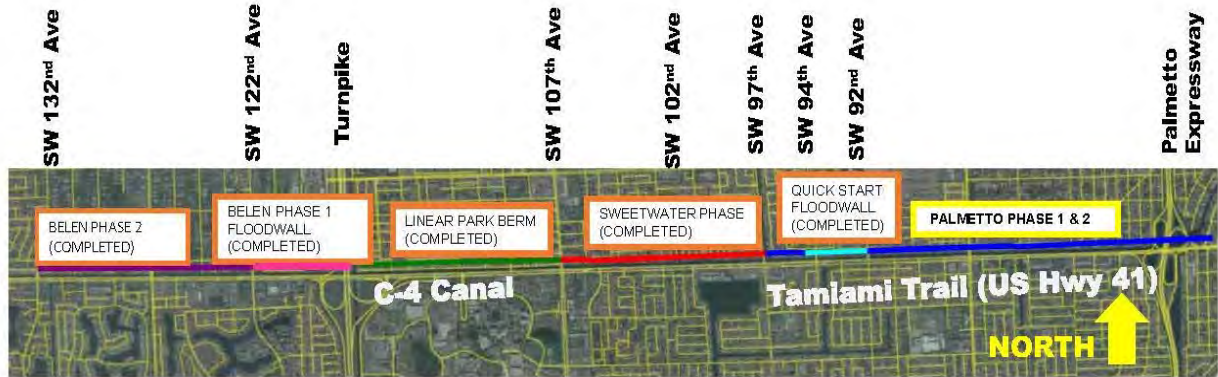 SW 132nd Ave
SW 122nd Ave
Turnpike
SW 107th Ave
SW 102nd Ave
SW 97th Ave
SW 94th Ave
SW 92nd Ave
Palmetto
Expressway
BELEN PHASE 2
(COMPLETED)
BELEN PHASE 1
FLOODWALL
(COMPLETED)
LINEAR PARK BERM
(COMPLETED)
SWEETWATER PHASE
(COMPLETED)
QUICK START
FLOODWALL
(COMPLETED)
PALMETTO PHASE 1 & 2
C-4 Canal
Tamiami Trail (US Hwy 41)
NORTH